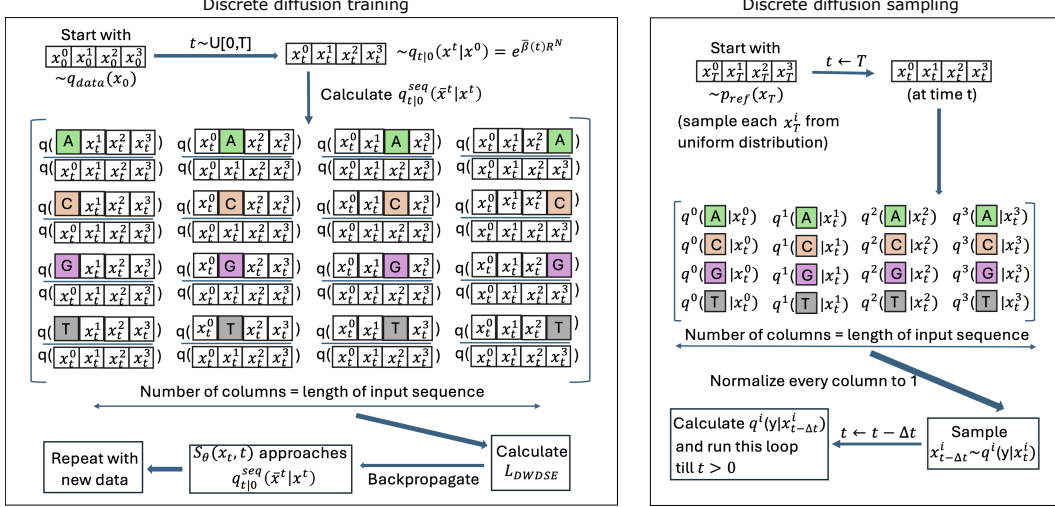 Discrete diffusion training
Start with
x_0^0 x_0^1 x_0^2 x_0^3
~q_{data}(x_0)
t~U[0,T]
x_t^0 x_t^1 x_t^2 x_t^3
~q_{t|0}(x^t|x^0) = e^{\overline{β}(t)R^N}
Calculate q_{t|0}^{seq}(x̄^t|x^t)
q( A x_t^1 x_t^2 x_t^3 ) q( x_t^0 A x_t^2 x_t^3 ) q( x_t^0 x_t^1 A x_t^3 ) q( x_t^0 x_t^1 x_t^2 A )
q( x_t^0 x_t^1 x_t^2 x_t^3 ) q( x_t^0 x_t^1 x_t^2 x_t^3 ) q( x_t^0 x_t^1 x_t^2 x_t^3 ) q( x_t^0 x_t^1 x_t^2 x_t^3 )
q( C x_t^1 x_t^2 x_t^3 ) q( x_t^0 C x_t^2 x_t^3 ) q( x_t^0 x_t^1 C x_t^3 ) q( x_t^0 x_t^1 x_t^2 C )
q( x_t^0 x_t^1 x_t^2 x_t^3 ) q( x_t^0 x_t^1 x_t^2 x_t^3 ) q( x_t^0 x_t^1 x_t^2 x_t^3 ) q( x_t^0 x_t^1 x_t^2 x_t^3 )
q( G x_t^1 x_t^2 x_t^3 ) q( x_t^0 G x_t^2 x_t^3 ) q( x_t^0 x_t^1 G x_t^3 ) q( x_t^0 x_t^1 x_t^2 G )
q( x_t^0 x_t^1 x_t^2 x_t^3 ) q( x_t^0 x_t^1 x_t^2 x_t^3 ) q( x_t^0 x_t^1 x_t^2 x_t^3 ) q( x_t^0 x_t^1 x_t^2 x_t^3 )
q( T x_t^1 x_t^2 x_t^3 ) q( x_t^0 T x_t^2 x_t^3 ) q( x_t^0 x_t^1 T x_t^3 ) q( x_t^0 x_t^1 x_t^2 T )
q( x_t^0 x_t^1 x_t^2 x_t^3 ) q( x_t^0 x_t^1 x_t^2 x_t^3 ) q( x_t^0 x_t^1 x_t^2 x_t^3 ) q( x_t^0 x_t^1 x_t^2 x_t^3 )
Number of columns = length of input sequence
Calculate
L_{DWDSE}
Backpropagate
S_θ(x_t, t) approaches
q_{t|0}^{seq}(x̄^t|x^t)
Repeat with
new data
Discrete diffusion sampling
Start with
x_T^0 x_T^1 x_T^2 x_T^3
~p_{ref}(x_T)
(sample each x_T^i from
uniform distribution)
t ← T
x_t^0 x_t^1 x_t^2 x_t^3
(at time t)
q^0( A |x_t^0) q^1( A |x_t^1) q^2( A |x_t^2) q^3( A |x_t^3)
q^0( C |x_t^0) q^1( C |x_t^1) q^2( C |x_t^2) q^3( C |x_t^3)
q^0( G |x_t^0) q^1( G |x_t^1) q^2( G |x_t^2) q^3( G |x_t^3)
q^0( T |x_t^0) q^1( T |x_t^1) q^2( T |x_t^2) q^3( T |x_t^3)
Number of columns = length of input sequence
Normalize every column to 1
Sample
x_{t-Δt}^i~q^i(y|x_t^i)
t ← t − Δt
Calculate q^i(y|x_{t-Δt}^i)
and run this loop
till t > 0